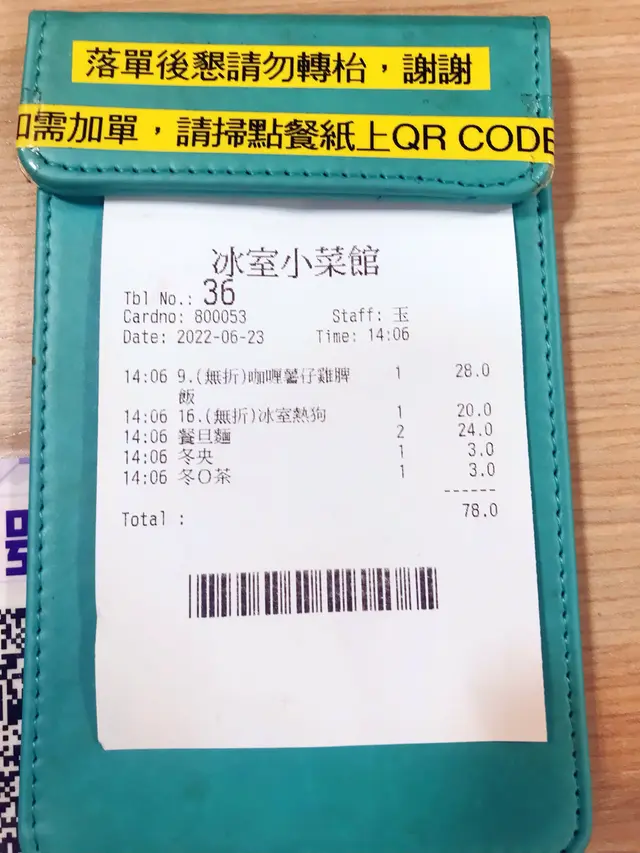 落單後懇請勿轉枱，謝謝
如需加單，請掃點餐紙上QR CODE
冰室小菜館
Tbl No.: 36
Cardno: 800053 Staff: 玉
Date: 2022-06-23 Time: 14:06
14:06 9.(無折)咖喱薯仔雞脾 1 28.0
飯
14:06 16.(無折)冰室熱狗 1 20.0
14:06 餐旦麵 2 24.0
14:06 冬央 1 3.0
14:06 冬O茶 1 3.0
------
Total : 78.0